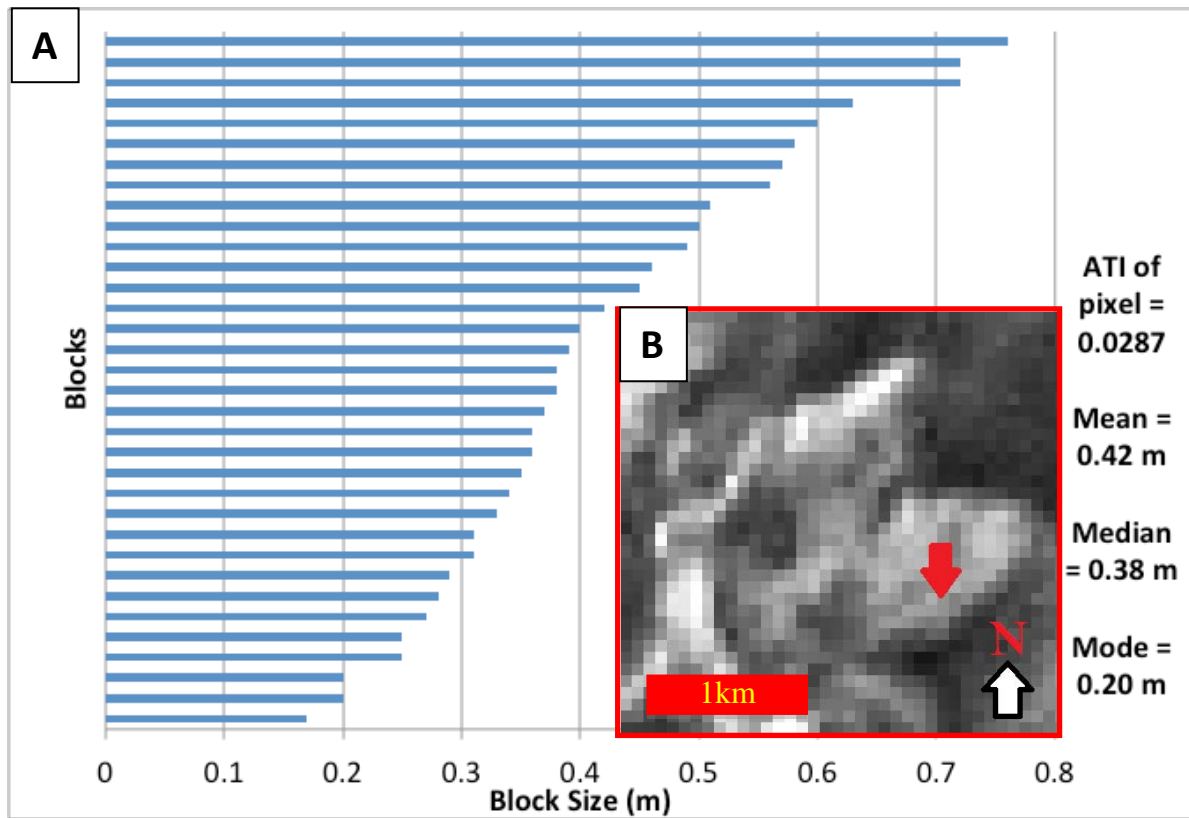 A
Blocks
B
N
1km
ATI of
pixel =
0.0287
Mean =
0.42 m
Median
= 0.38 m
Mode =
0.20 m
0 0.1 0.2 0.3 0.4 0.5 0.6 0.7 0.8
Block Size (m)